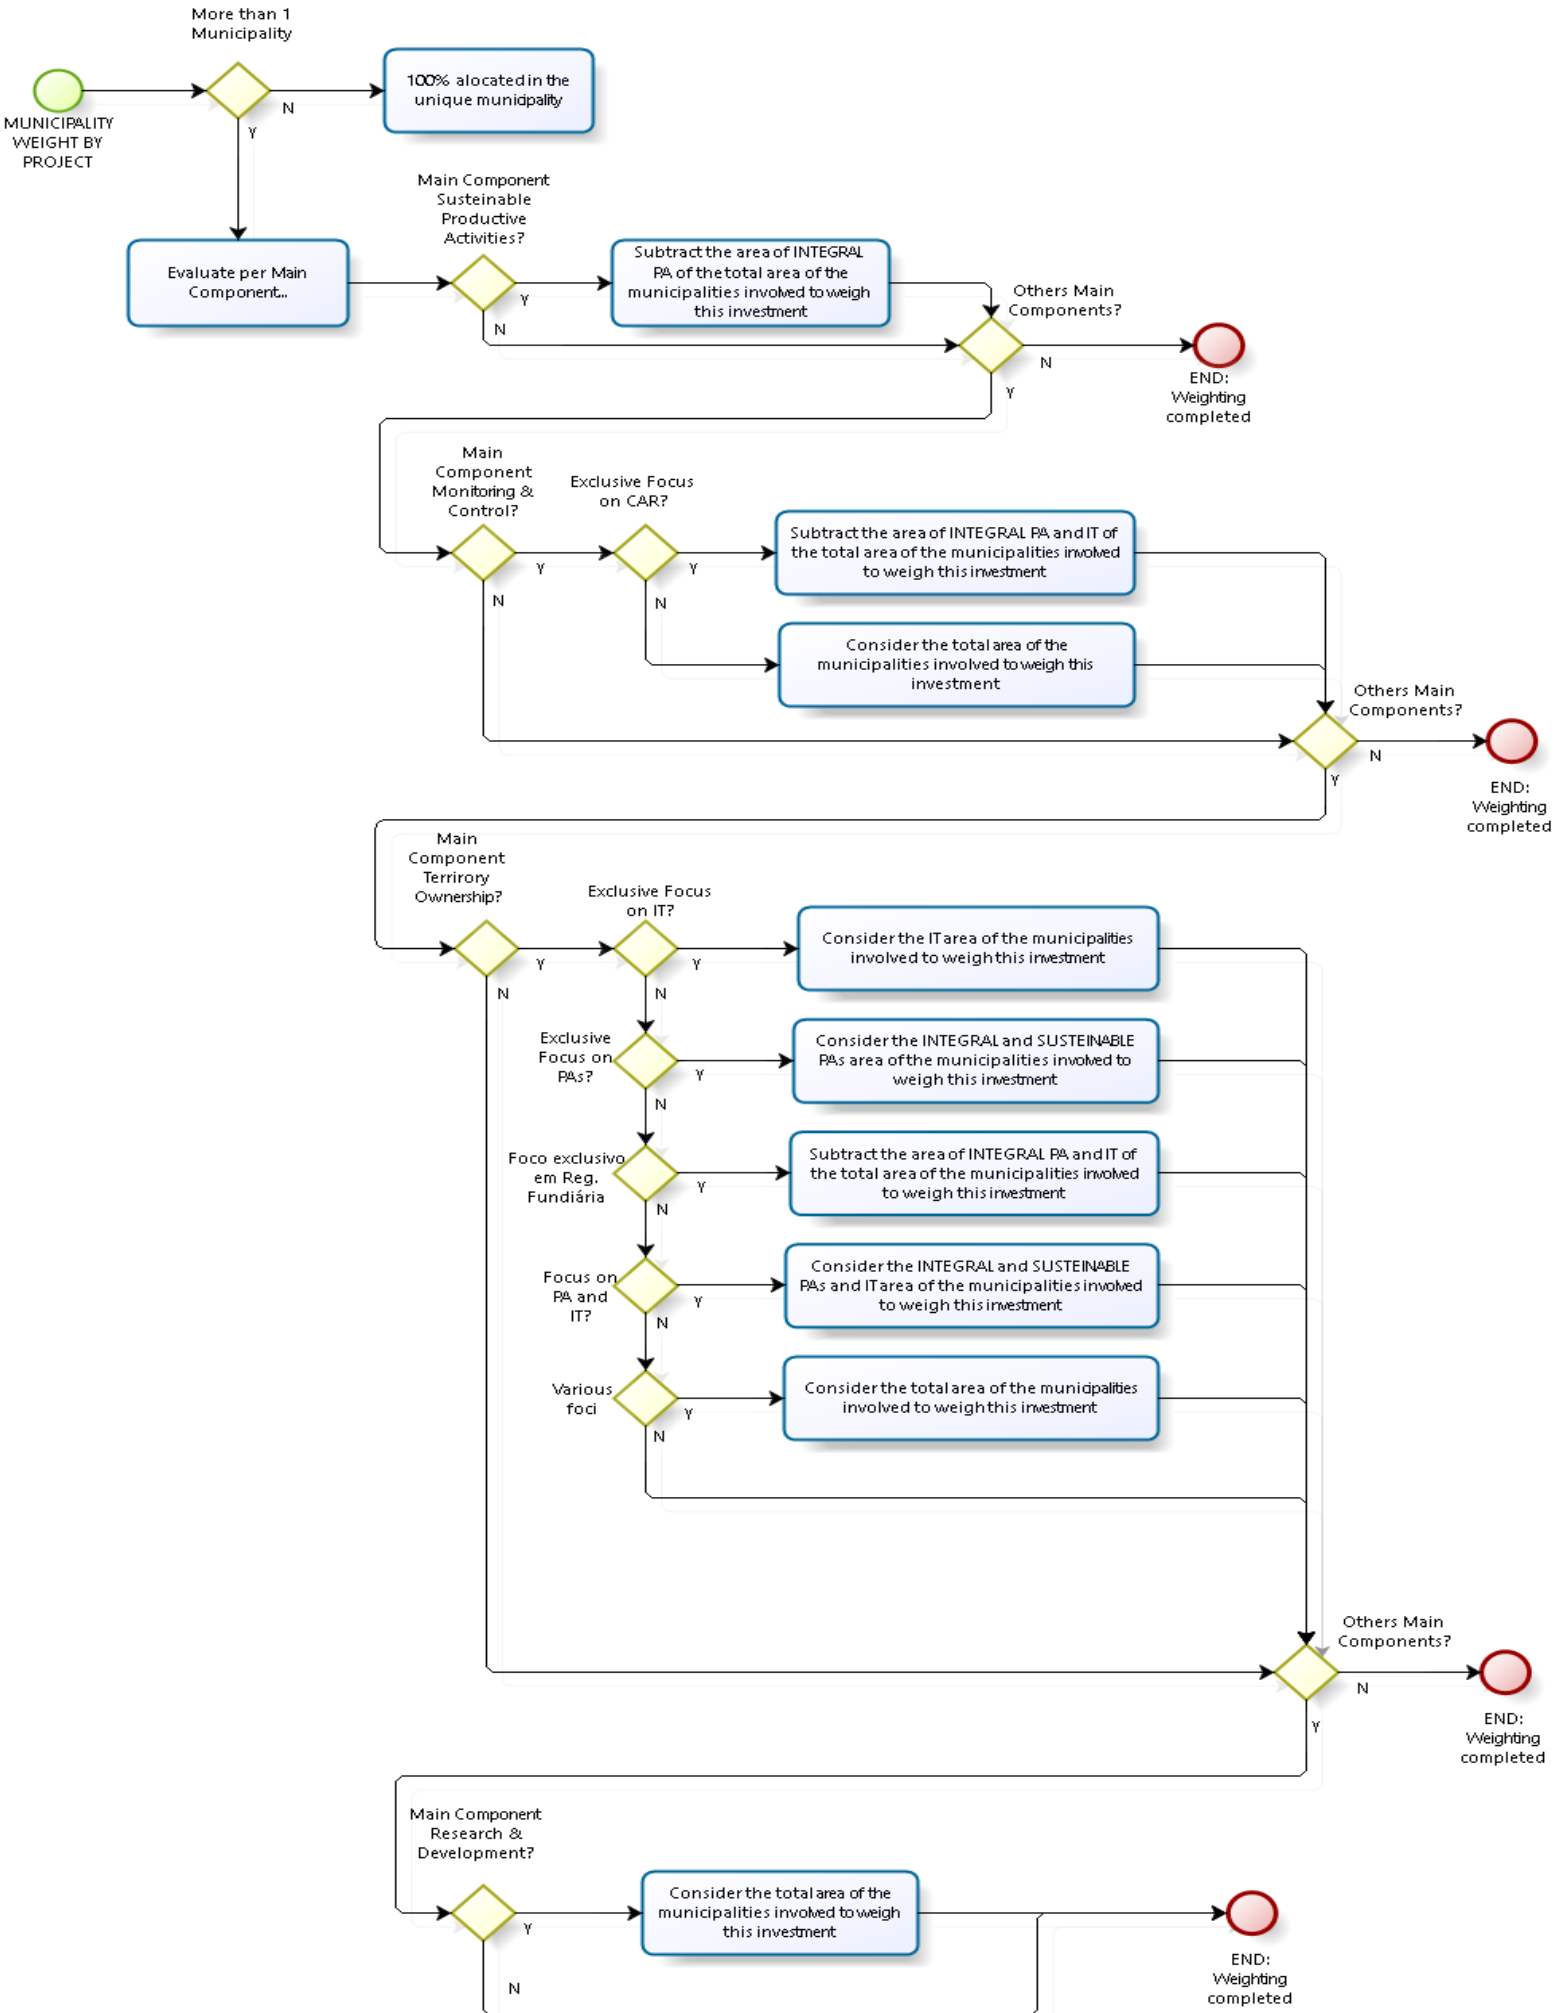 More than 1
Municipality
100% alocated in the
unique municipality
N
Y
MUNICIPALITY
WEIGHT BY
PROJECT
Main Component
Susteinable
Productive
Activities?
Evaluate per Main
Component...
Y
N
Subtract the area of INTEGRAL
PA of the total area of the
municipalities involved to weigh
this investment
Others Main
Components?
N
Y
END:
Weighting
completed
Main
Component
Monitoring &
Control?
Y
N
Exclusive Focus
on CAR?
Y
N
Subtract the area of INTEGRAL PA and IT of
the total area of the municipalities involved
to weigh this investment
Consider the total area of the
municipalities involved to weigh this
investment
Others Main
Components?
N
Y
END:
Weighting
completed
Main
Component
Terrirory
Ownership?
Y
N
Exclusive Focus
on IT?
Y
N
Consider the IT area of the municipalities
involved to weigh this investment
Exclusive
Focus on
PAs?
Y
N
Consider the INTEGRAL and SUSTEINABLE
PAs area of the municipalities involved to
weigh this investment
Foco exclusivo
em Reg.
Fundiária
Y
N
Subtract the area of INTEGRAL PA and IT of
the total area of the municipalities involved
to weigh this investment
Focus on
PA and
IT?
Y
N
Consider the INTEGRAL and SUSTEINABLE
PAs and IT area of the municipalities involved
to weigh this investment
Various
foci
Y
N
Consider the total area of the municipalities
involved to weigh this investment
Others Main
Components?
N
Y
END:
Weighting
completed
Main Component
Research &
Development?
Y
N
Consider the total area of the
municipalities involved to weigh
this investment
END:
Weighting
completed